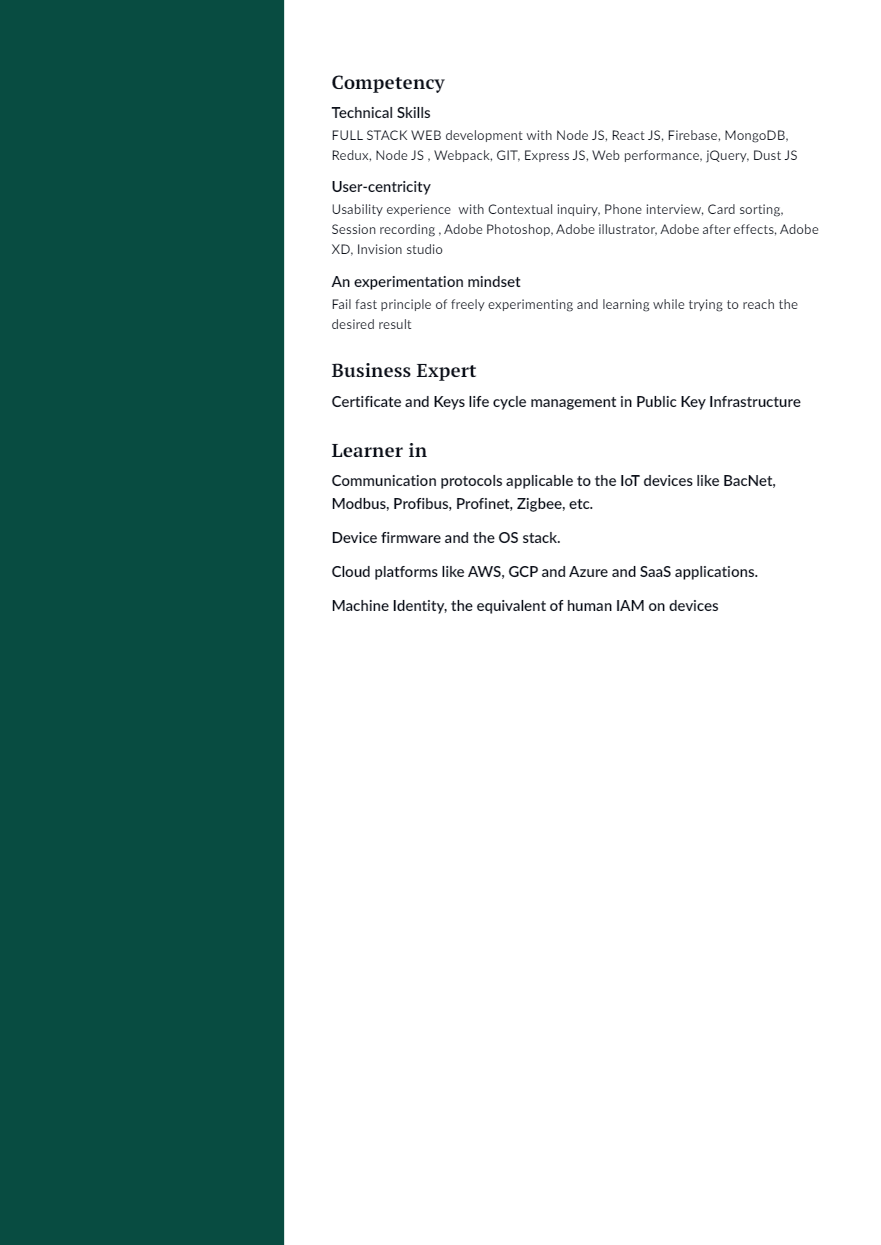 Competency
Technical Skills
FULL STACK WEB development with Node JS, React JS, Firebase, MongoDB,
Redux, Node JS , Webpack, GIT, Express JS, Web performance, jQuery, Dust JS
User-centricity
Usability experience  with Contextual inquiry, Phone interview, Card sorting,
Session recording , Adobe Photoshop, Adobe illustrator, Adobe after effects, Adobe
XD, Invision studio
An experimentation mindset
Fail fast principle of freely experimenting and learning while trying to reach the
desired result
Business Expert
Certificate and Keys life cycle management in Public Key Infrastructure
Learner in
Communication protocols applicable to the IoT devices like BacNet,
Modbus, Profibus, Profinet, Zigbee, etc.
Device firmware and the OS stack.
Cloud platforms like AWS, GCP and Azure and SaaS applications.
Machine Identity, the equivalent of human IAM on devices